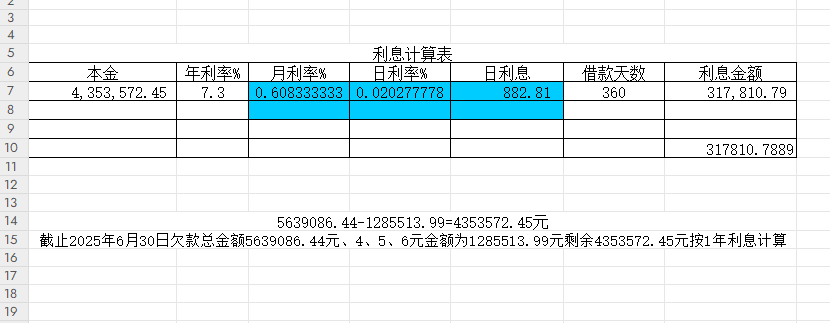 2
3
4
5 利息计算表
6 本金 年利率% 月利率% 日利率% 日利息 借款天数 利息金额
7 4,353,572.45 7.3 0.608333333 0.020277778 882.81 360 317,810.79
8
9
10 317810.7889
11
12
13
14 5639086.44-1285513.99=4353572.45元
15 截止2025年6月30日欠款总金额5639086.44元、4、5、6元金额为1285513.99元剩余4353572.45元按1年利息计算
16
17
18
19